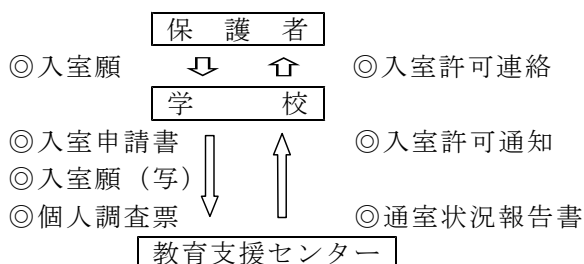 保護者
◎入室願 ◎入室許可連絡
学校
◎入室申請書 ◎入室許可通知
◎入室願（写）
◎個人調査票 ◎通室状況報告書
教育支援センター